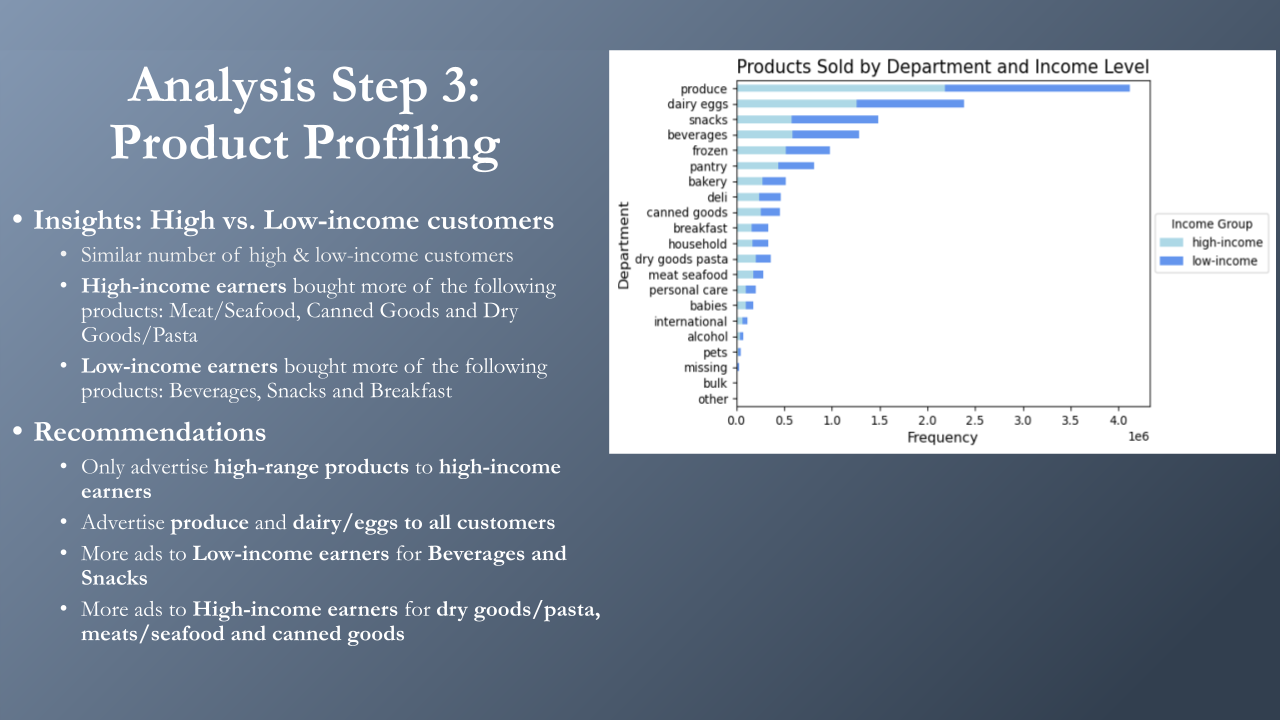 Analysis Step 3:
Product Profiling
• Insights: High vs. Low-income customers
• Similar number of high & low-income customers
• High-income earners bought more of the following
products: Meat/Seafood, Canned Goods and Dry
Goods/Pasta
• Low-income earners bought more of the following
products: Beverages, Snacks and Breakfast
• Recommendations
• Only advertise high-range products to high-income
earners
• Advertise produce and dairy/eggs to all customers
• More ads to Low-income earners for Beverages and
Snacks
• More ads to High-income earners for dry goods/pasta,
meats/seafood and canned goods
Products Sold by Department and Income Level
Department
produce
dairy eggs
snacks
beverages
frozen
pantry
bakery
deli
canned goods
breakfast
household
dry goods pasta
meat seafood
personal care
babies
international
alcohol
pets
missing
bulk
other
0.0 0.5 1.0 1.5 2.0 2.5 3.0 3.5 4.0
1e6
Frequency
Income Group
high-income
low-income